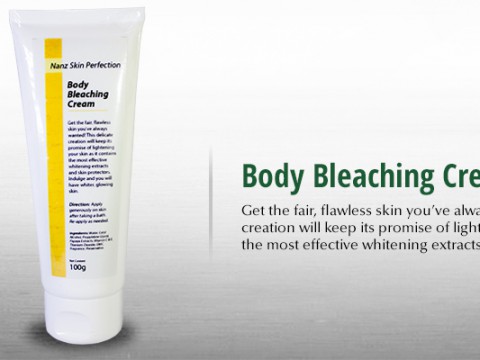 Nanz Skin Perfection
Body
Bleaching
Cream
Get the fair, flawless
skin you've always
wanted! This delicate
creation will keep its
promise of lightening
your skin as it contains
the most effective
whitening extracts
and skin protectors.
Indulge and you will
have whiter, glowing
skin.
Direction: Apply
generously on skin
after taking a bath.
Re-apply as needed.
100g
Body Bleaching Cre
Get the fair, flawless skin you've alwa
creation will keep its promise of light
the most effective whitening extracts